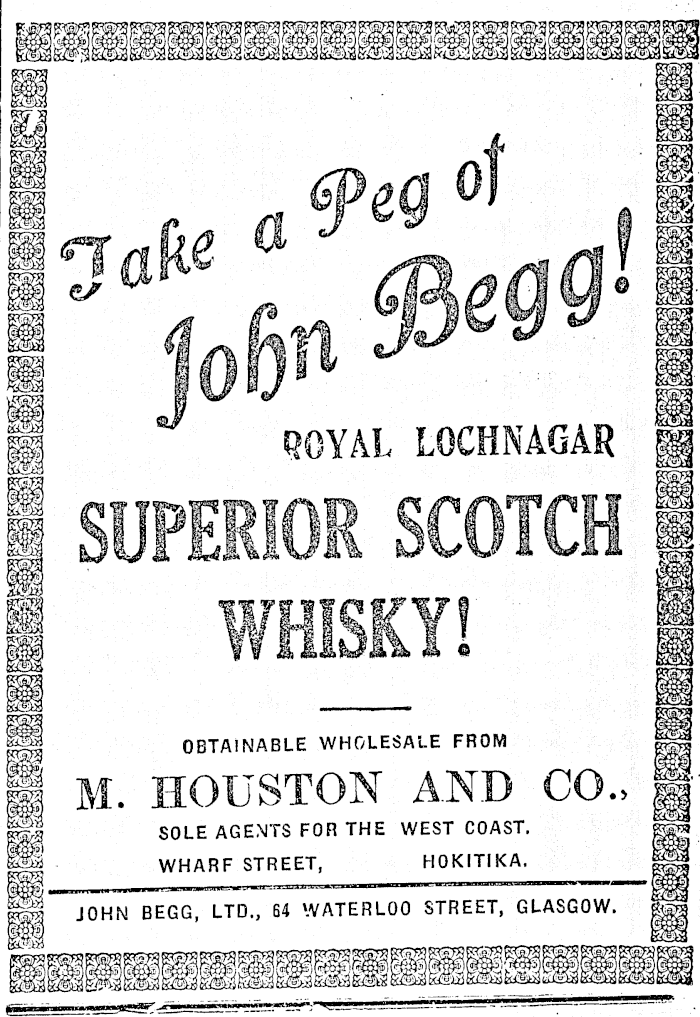 Take a Peg of
John Begg!
ROYAL LOCHNAGAR
SUPERIOR SCOTCH
WHISKY!
OBTAINABLE WHOLESALE FROM
M. HOUSTON AND CO.,
SOLE AGENTS FOR THE WEST COAST.
WHARF STREET, HOKITIKA.
JOHN BEGG, LTD., 64 WATERLOO STREET, GLASGOW.